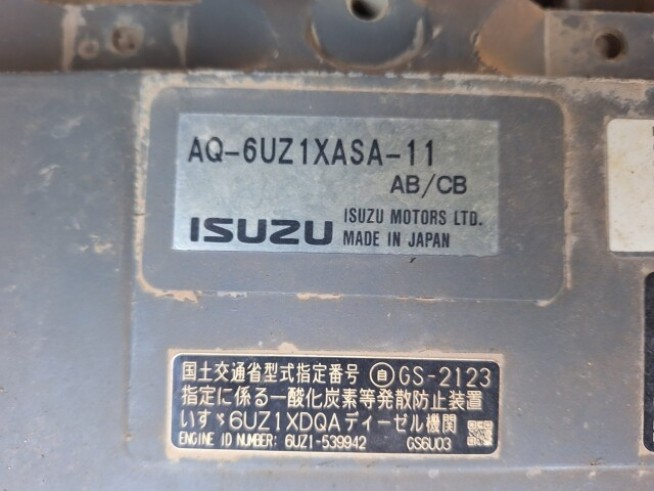 AQ-6UZ1XASA-11
AB/CB
ISUZU
ISUZU MOTORS LTD.
MADE IN JAPAN
国土交通省型式指定番号 自 GS-2123
指定に係る一酸化炭素等発散防止装置
いすゞ6UZ1XDQAディーゼル機関
ENGINE ID NUMBER: 6UZ1-539942 GS6U03